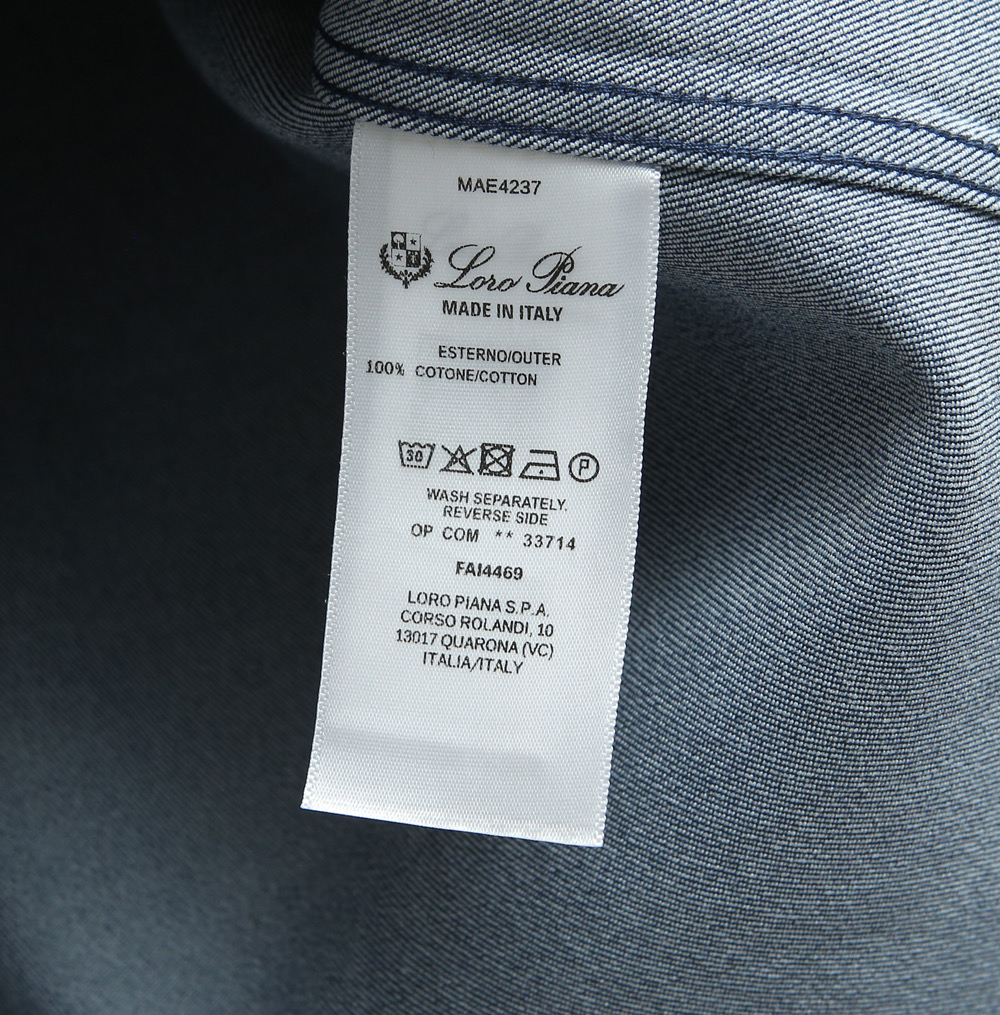 MAE4237
Loro Piana
MADE IN ITALY
ESTERNO/OUTER
100% COTONE/COTTON
30 P
WASH SEPARATELY.
REVERSE SIDE
OP COM ** 33714
FAI4469
LORO PIANA S.P.A.
CORSO ROLANDI, 10
13017 QUARONA (VC)
ITALIA/ITALY